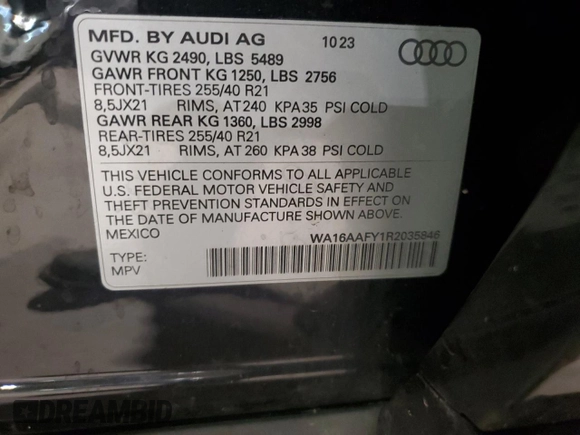 MFD. BY AUDI AG 10 23
GVWR KG 2490, LBS 5489
GAWR FRONT KG 1250, LBS 2756
FRONT-TIRES 255/40 R21
8,5JX21 RIMS, AT 240 KPA 35 PSI COLD
GAWR REAR KG 1360, LBS 2998
REAR-TIRES 255/40 R21
8,5JX21 RIMS, AT 260 KPA 38 PSI COLD
THIS VEHICLE CONFORMS TO ALL APPLICABLE
U.S. FEDERAL MOTOR VEHICLE SAFETY AND
THEFT PREVENTION STANDARDS IN EFFECT ON
THE DATE OF MANUFACTURE SHOWN ABOVE.
MEXICO WA16AAFY1R2035846
TYPE:
MPV
DREAMBID